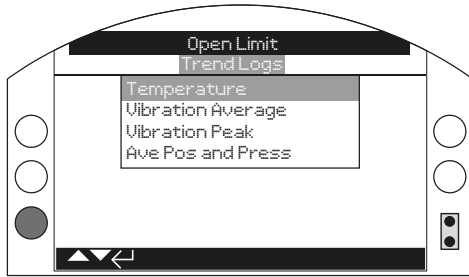 Open Limit
Trend Logs
Temperature
Vibration Average
Vibration Peak
Ave Pos and Press